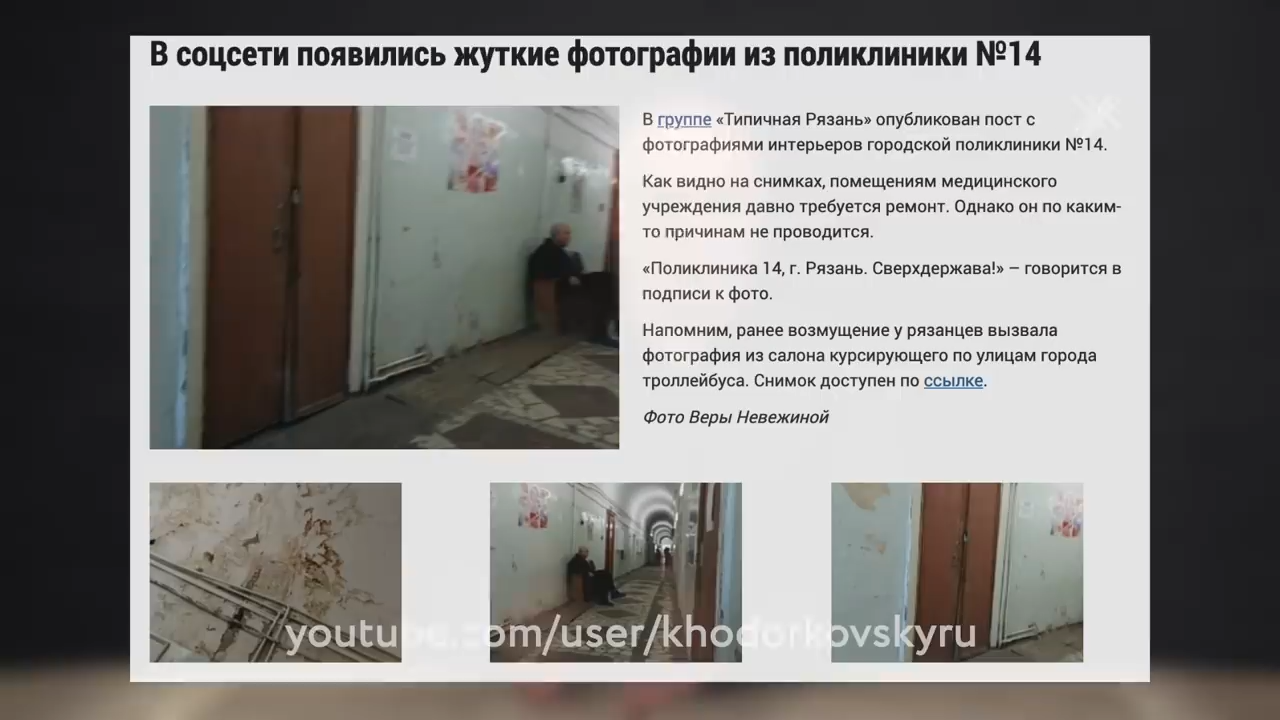 В соцсети появились жуткие фотографии из поликлиники №14
В группе «Типичная Рязань» опубликован пост с
фотографиями интерьеров городской поликлиники №14.
Как видно на снимках, помещениям медицинского
учреждения давно требуется ремонт. Однако он по каким-
то причинам не проводится.
«Поликлиника 14, г. Рязань. Сверхдержава!» – говорится в
подписи к фото.
Напомним, ранее возмущение у рязанцев вызвала
фотография из салона курсирующего по улицам города
троллейбуса. Снимок доступен по ссылке.
Фото Веры Невежиной
youtube.com/user/khodorkovskyru